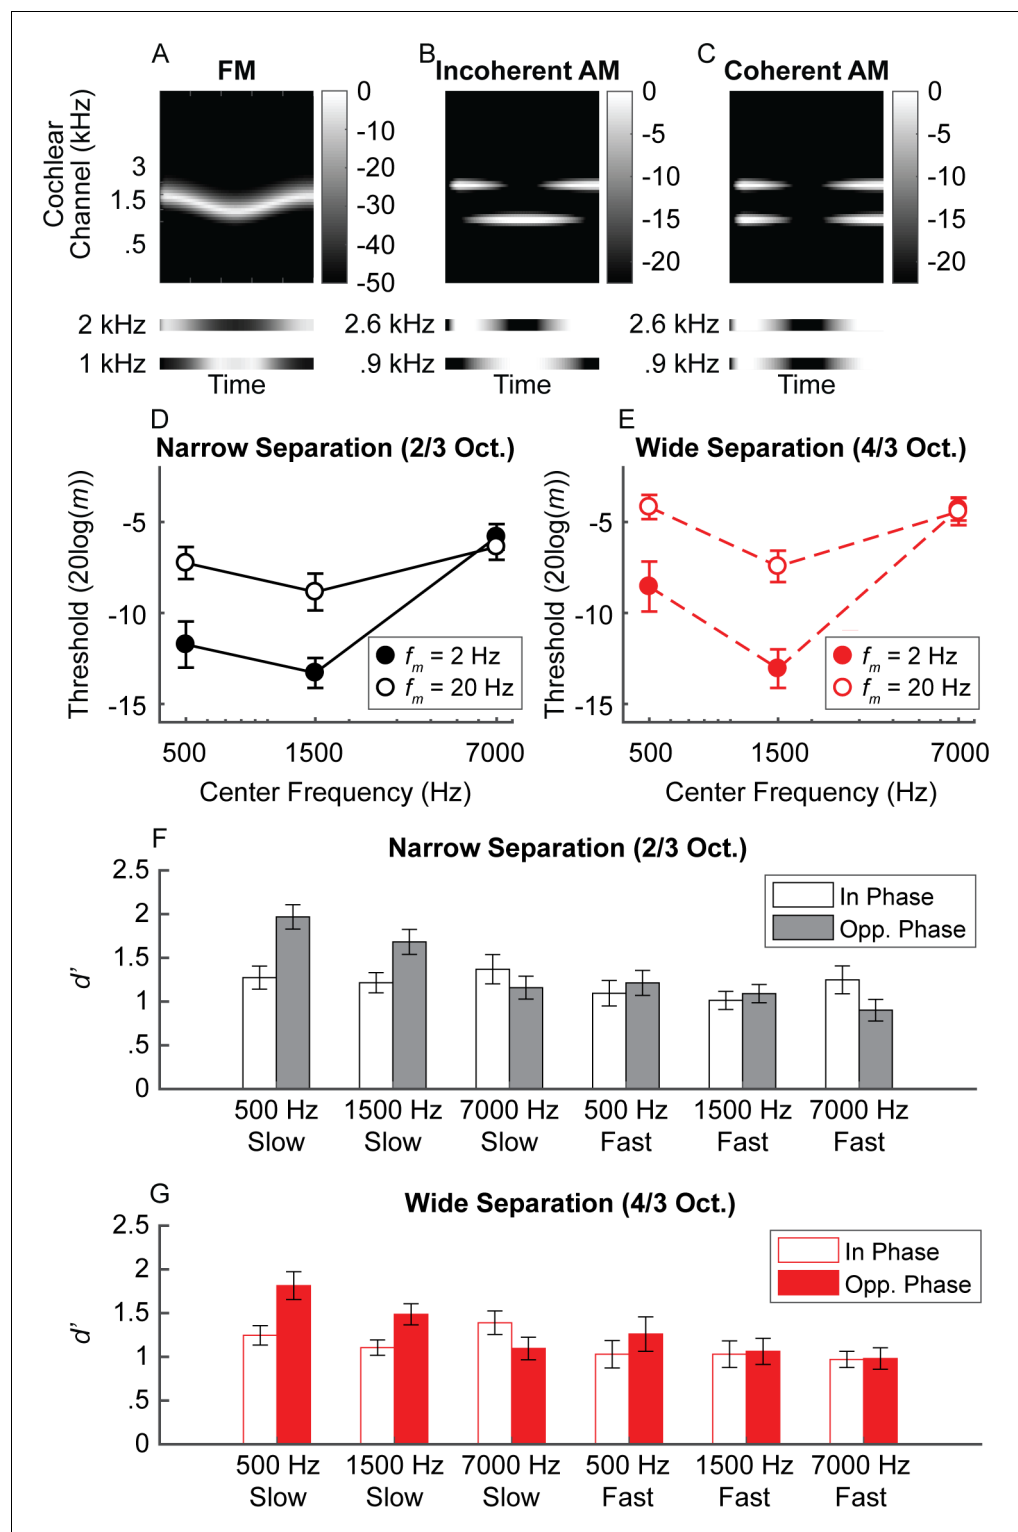 A
FM
B
Incoherent AM
C
Coherent AM
Cochlear
Channel (kHz)
3
1.5
.5
0
-10
-20
-30
-40
-50
0
-5
-10
-15
-20
0
-5
-10
-15
-20
2 kHz
1 kHz
Time
2.6 kHz
.9 kHz
Time
2.6 kHz
.9 kHz
Time
D
Narrow Separation (2/3 Oct.)
Threshold (20log(m))
-5
-10
-15
fm = 2 Hz
fm = 20 Hz
500 1500 7000
Center Frequency (Hz)
E
Wide Separation (4/3 Oct.)
Threshold (20log(m))
-5
-10
-15
fm = 2 Hz
fm = 20 Hz
500 1500 7000
Center Frequency (Hz)
F
Narrow Separation (2/3 Oct.)
d'
2.5
2
1.5
1
.5
0
In Phase
Opp. Phase
500 Hz 1500 Hz 7000 Hz 500 Hz 1500 Hz 7000 Hz
Slow Slow Slow Fast Fast Fast
G
Wide Separation (4/3 Oct.)
d'
2.5
2
1.5
1
.5
0
In Phase
Opp. Phase
500 Hz 1500 Hz 7000 Hz 500 Hz 1500 Hz 7000 Hz
Slow Slow Slow Fast Fast Fast